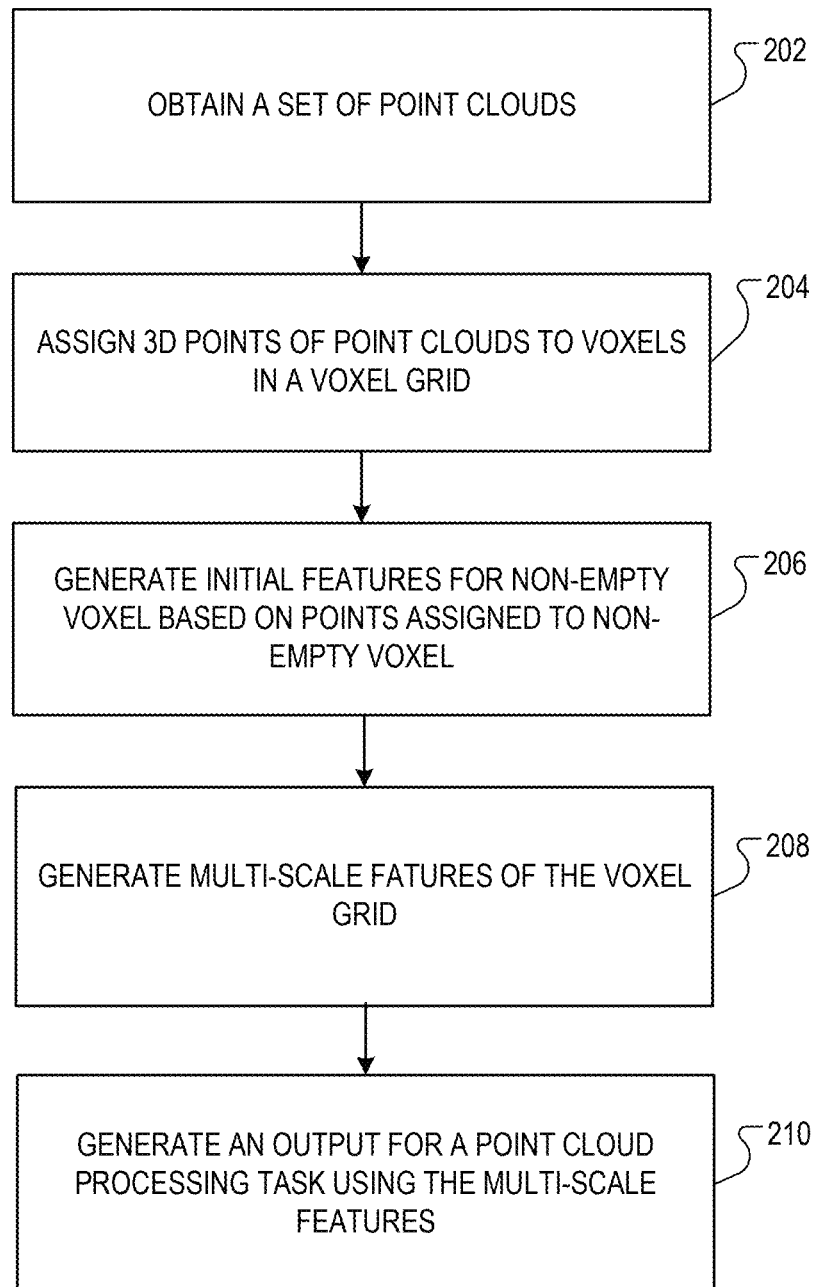 202
OBTAIN A SET OF POINT CLOUDS
204
ASSIGN 3D POINTS OF POINT CLOUDS TO VOXELS
IN A VOXEL GRID
206
GENERATE INITIAL FEATURES FOR NON-EMPTY
VOXEL BASED ON POINTS ASSIGNED TO NON-
EMPTY VOXEL
208
GENERATE MULTI-SCALE FATURES OF THE VOXEL
GRID
210
GENERATE AN OUTPUT FOR A POINT CLOUD
PROCESSING TASK USING THE MULTI-SCALE
FEATURES